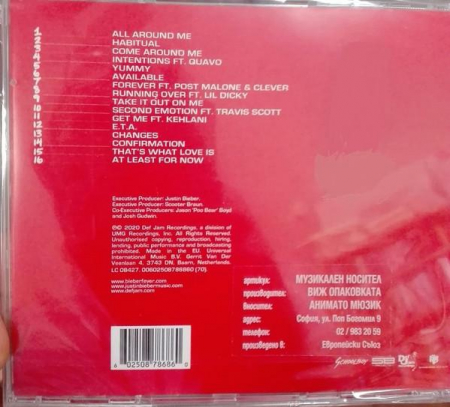 1 ALL AROUND ME
2 HABITUAL
3 COME AROUND ME
4 INTENTIONS FT. QUAVO
5 YUMMY
6 AVAILABLE
7 FOREVER FT. POST MALONE & CLEVER
8 RUNNING OVER FT. LIL DICKY
9 TAKE IT OUT ON ME
10 SECOND EMOTION FT. TRAVIS SCOTT
11 GET ME FT. KEHLANI
12 E.T.A.
13 CHANGES
14 CONFIRMATION
15 THAT'S WHAT LOVE IS
16 AT LEAST FOR NOW
Executive Producer: Justin Bieber.
Executive Producer: Scooter Braun.
Co-Executive Producers: Jason "Poo Bear" Boyd
and Josh Gudwin.
℗© 2020 Def Jam Recordings, a division of
UMG Recordings, Inc. All Rights Reserved.
Unauthorised copying, reproduction, hiring,
lending, public performance and broadcasting
prohibited. Made in the EU. Universal
International Music B.V. Gerrit Van Der
Veenlaan 4, 3743 DN, Baarn, Netherlands.
LC 08427. 00602508786860 (70).
www.bieberfever.com
www.justinbiebermusic.com
www.defjam.com
6 02508 78686 0
артикул: МУЗИКАЛЕН НОСИТЕЛ
производител: ВИЖ ОПАКОВКАТА
вносител: АНИМАТО МЮЗИК
адрес: София, ул. Поп Богомил 9
телефон: 02 / 983 20 59
произведено в: Европейски Съюз